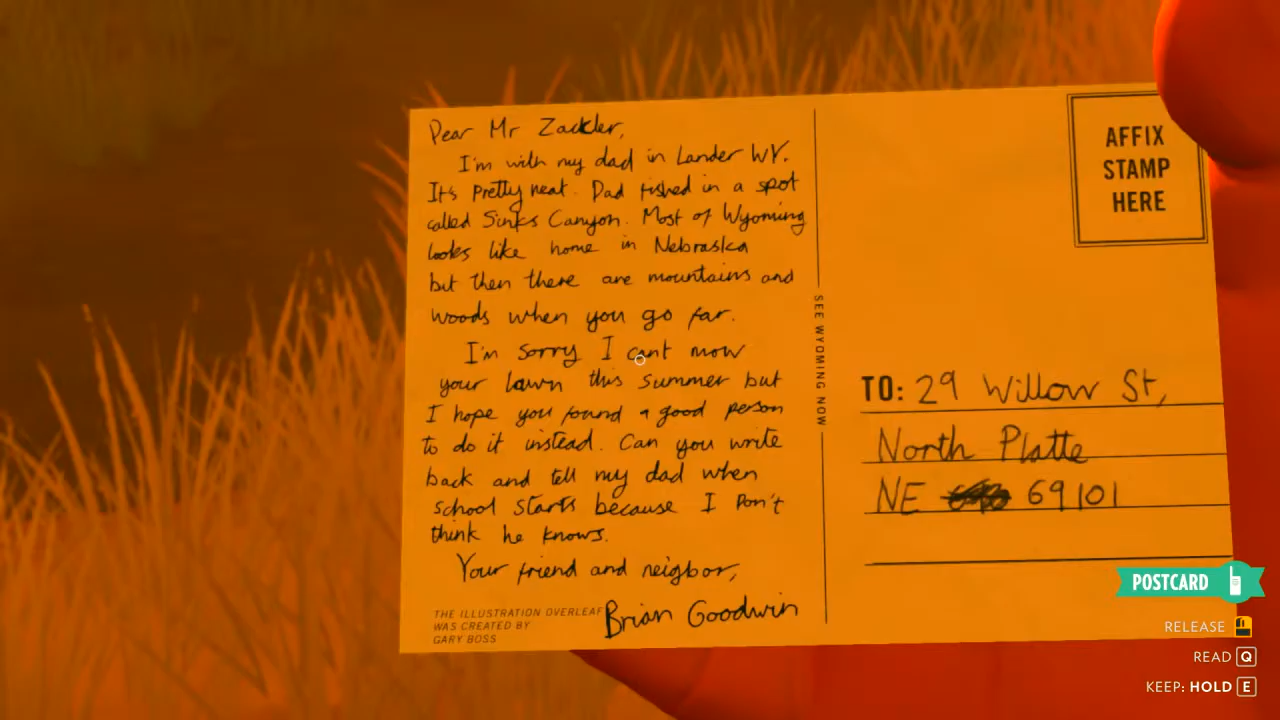 Dear Mr Zackler,
I'm with my dad in Lander WY.
It's pretty neat. Dad fished in a spot
called Sinks Canyon. Most of Wyoming
looks like home in Nebraska
but then there are mountains and
woods when you go far.
I'm sorry I cant mow
your lawn this summer but
I hope you found a good person
to do it instead. Can you write
back and tell my dad when
school starts because I Don't
think he knows.
Your friend and neigbor,
Brian Goodwin
THE ILLUSTRATION OVERLEAF
WAS CREATED BY
GARY BOSS
SEE WYOMING NOW
AFFIX
STAMP
HERE
TO: 29 Willow St,
North Platte
NE 69101
POSTCARD
RELEASE
READ Q
KEEP: HOLD E